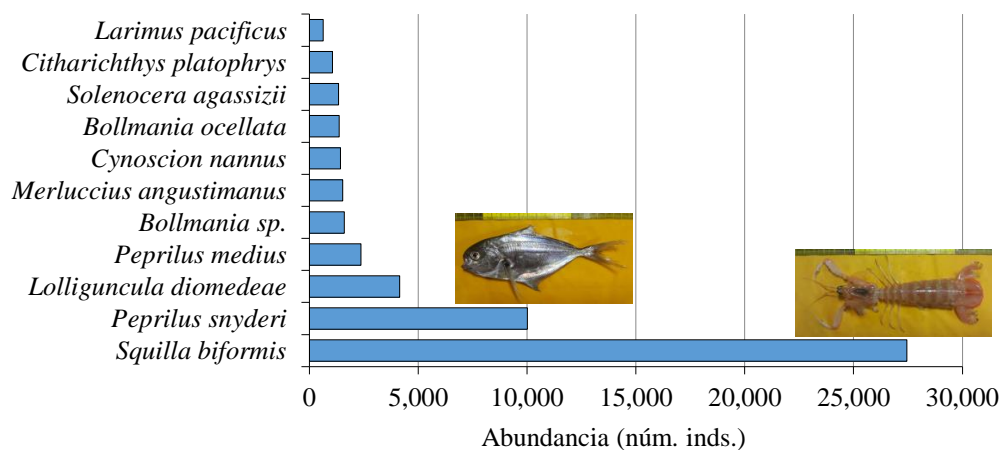 Larimus pacificus
Citharichthys platophrys
Solenocera agassizii
Bollmania ocellata
Cynoscion nannus
Merluccius angustimanus
Bollmania sp.
Peprilus medius
Lolliguncula diomedeae
Peprilus snyderi
Squilla biformis
0 5,000 10,000 15,000 20,000 25,000 30,000
Abundancia (núm. inds.)